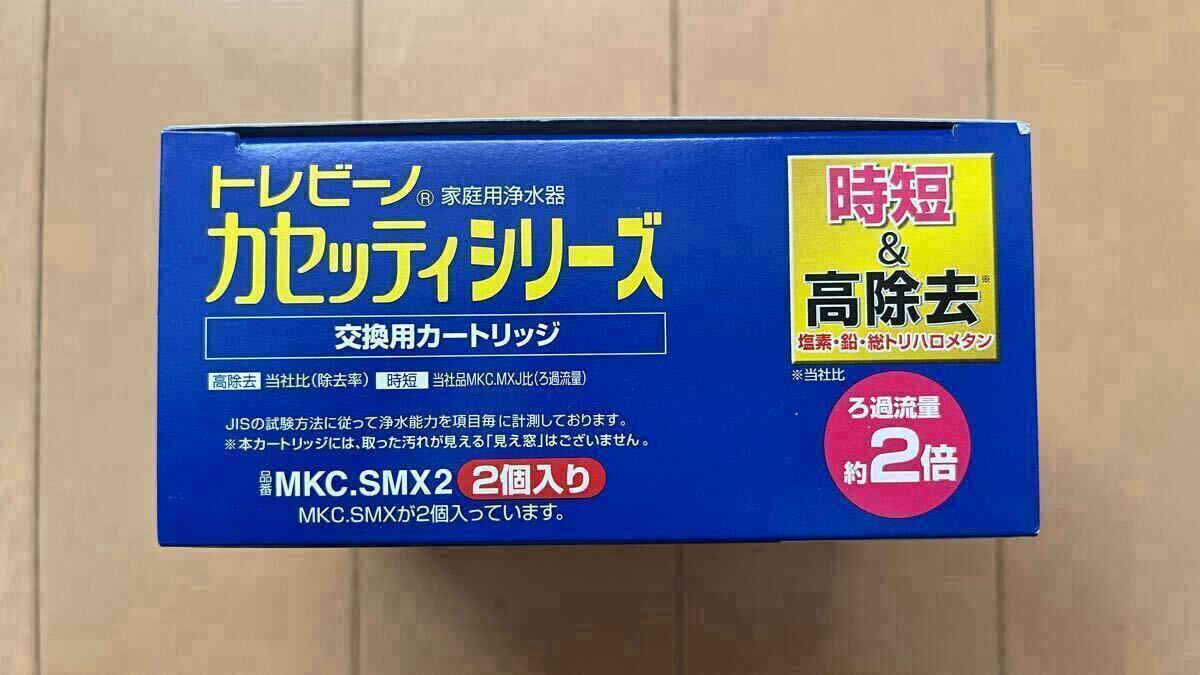 トレビーノ® 家庭用浄水器
カセッティシリーズ
交換用カートリッジ
高除去 当社比(除去率) 時短 当社品MKC.MXJ比(ろ過流量)
JISの試験方法に従って浄水能力を項目毎に計測しております。
※本カートリッジには、取った汚れが見える「見え窓」はございません。
品番 MKC.SMX2 2個入り
MKC.SMXが2個入っています。
時短
&
高除去※
塩素・鉛・総トリハロメタン
※当社比
ろ過流量
約2倍